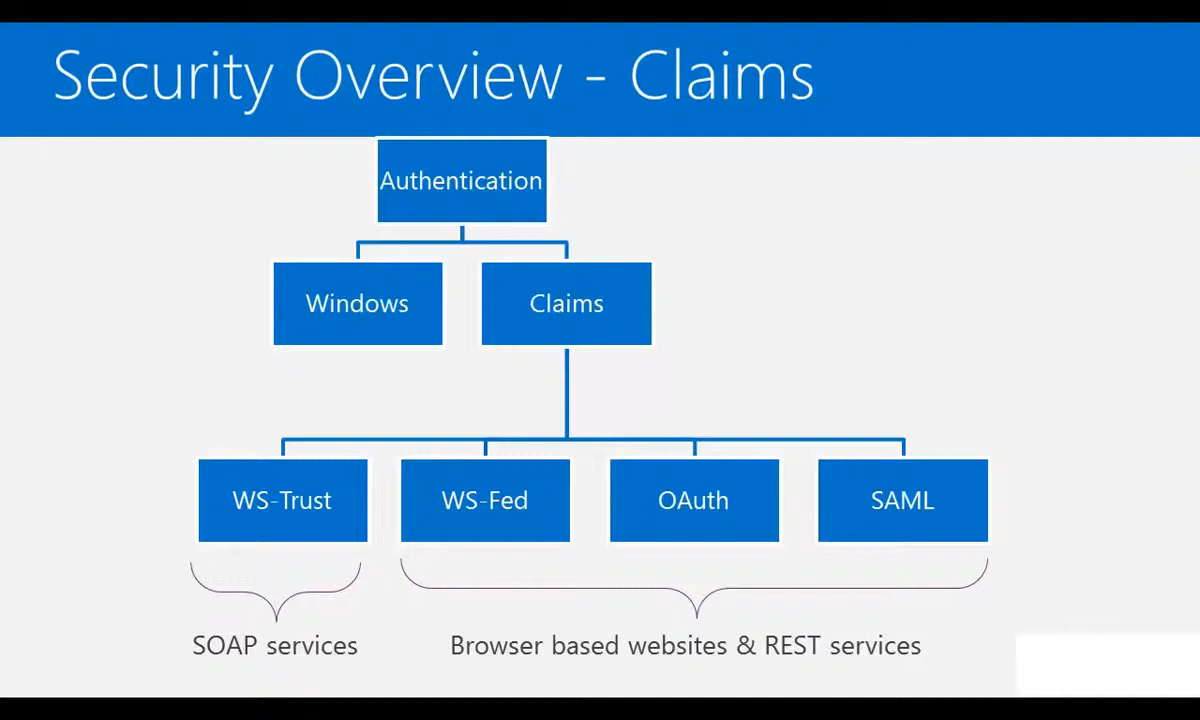 Security Overview - Claims
Authentication
Windows
Claims
WS-Trust
WS-Fed
OAuth
SAML
SOAP services
Browser based websites & REST services